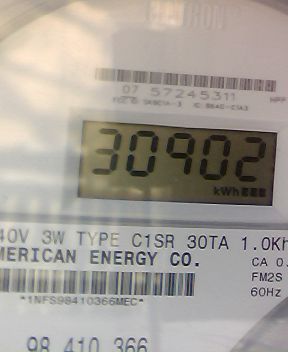 CENTRON
07 57245311
30902
kWh
40V 3W TYPE C1SR 30TA 1.0Kh
MERICAN ENERGY CO.
CA 0.
FM2S
*1NFS98410366MEC*
60Hz
98 410 366